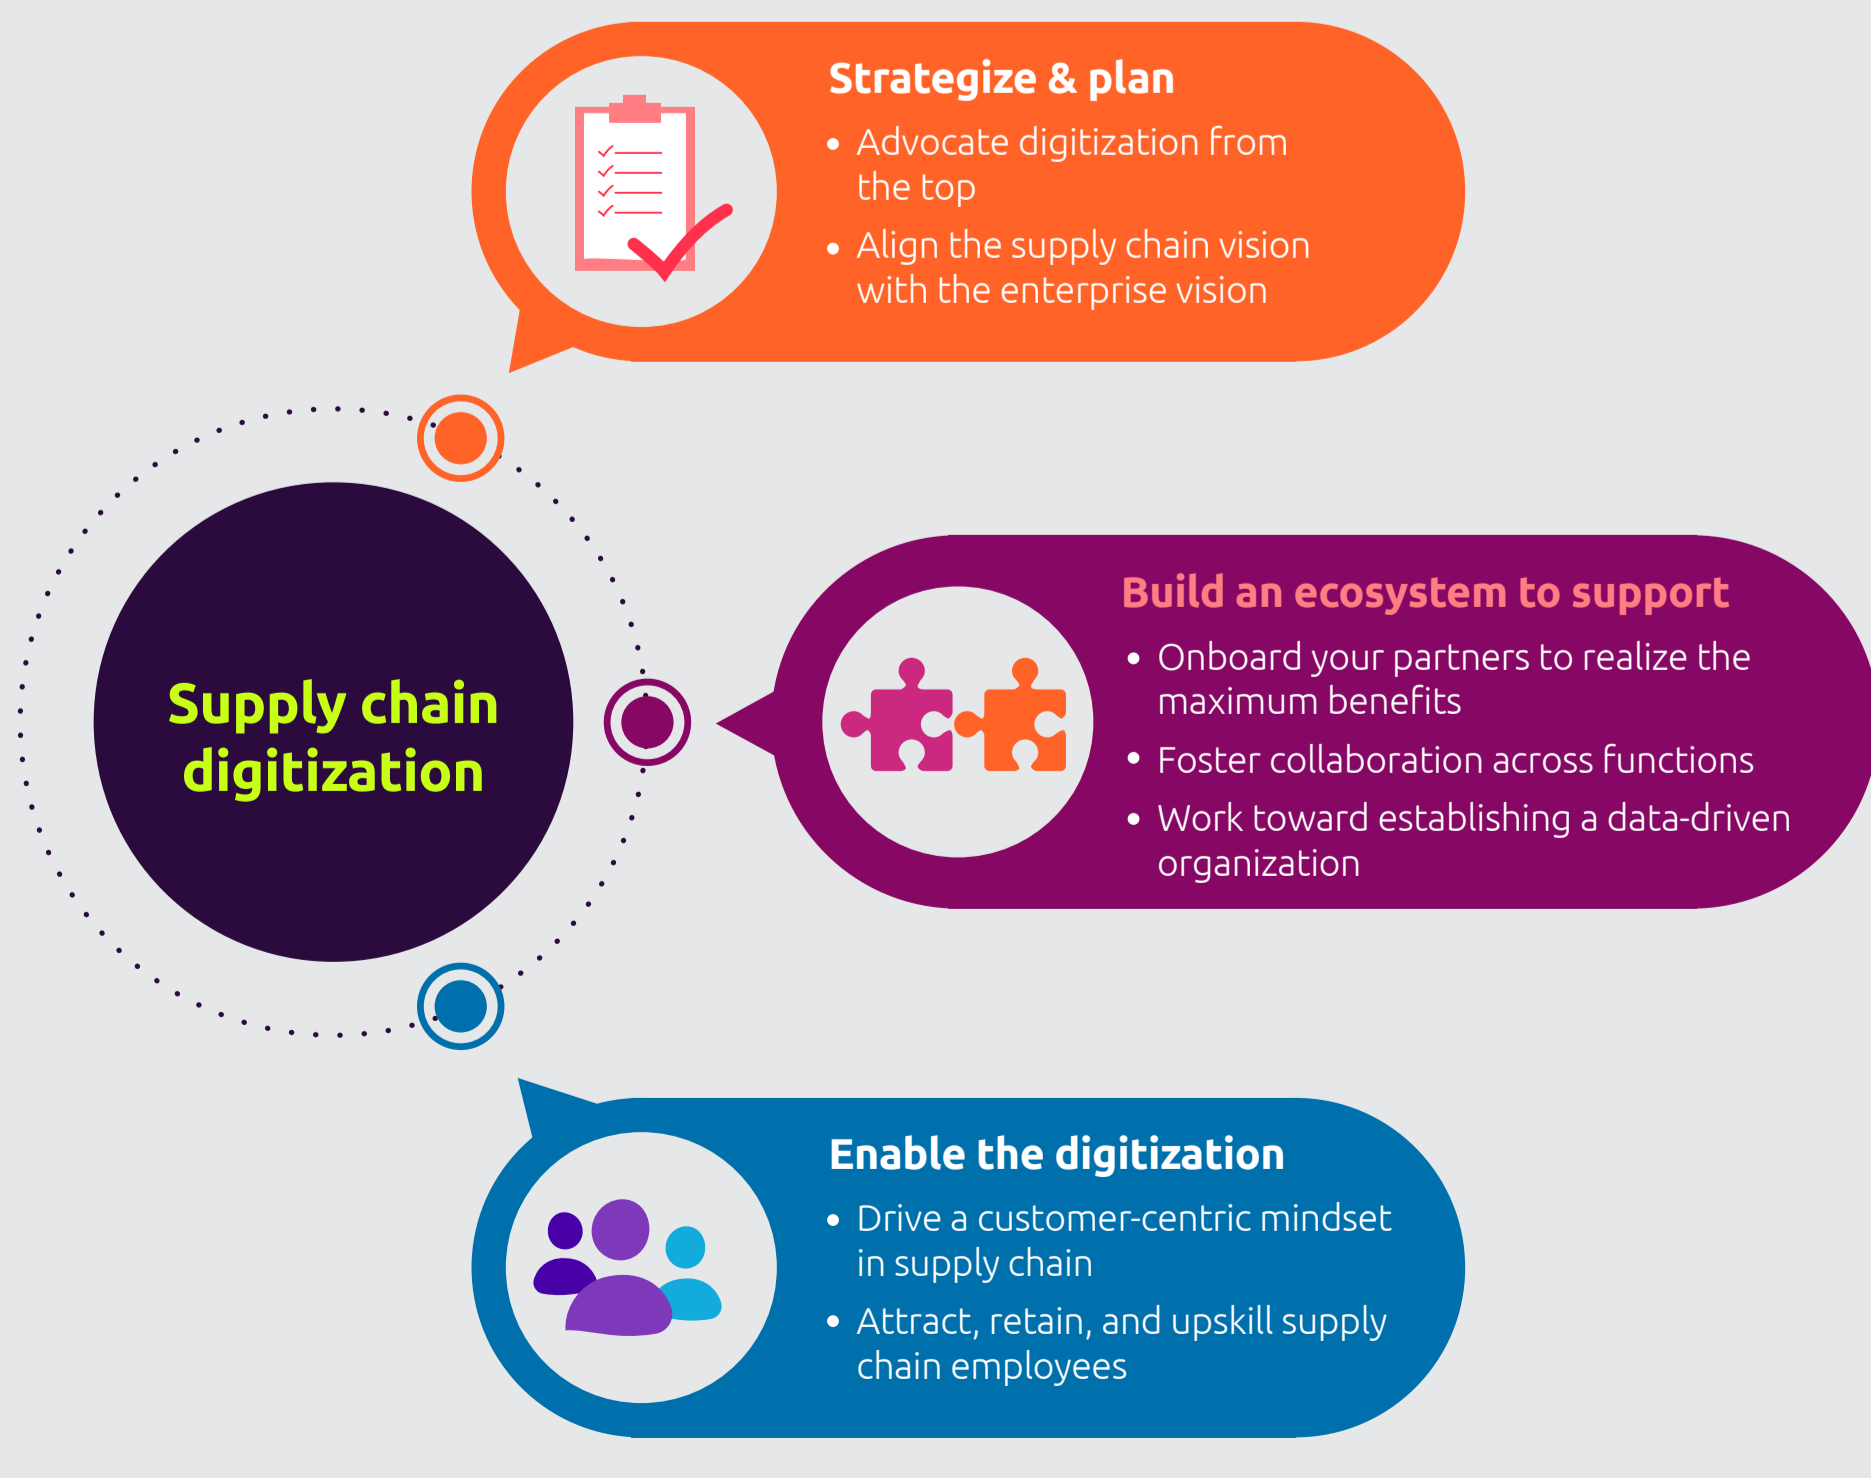 Strategize & plan
• Advocate digitization from
the top
• Align the supply chain vision
with the enterprise vision
Supply chain
digitization
Build an ecosystem to support
• Onboard your partners to realize the
maximum benefits
• Foster collaboration across functions
• Work toward establishing a data-driven
organization
Enable the digitization
• Drive a customer-centric mindset
in supply chain
• Attract, retain, and upskill supply
chain employees